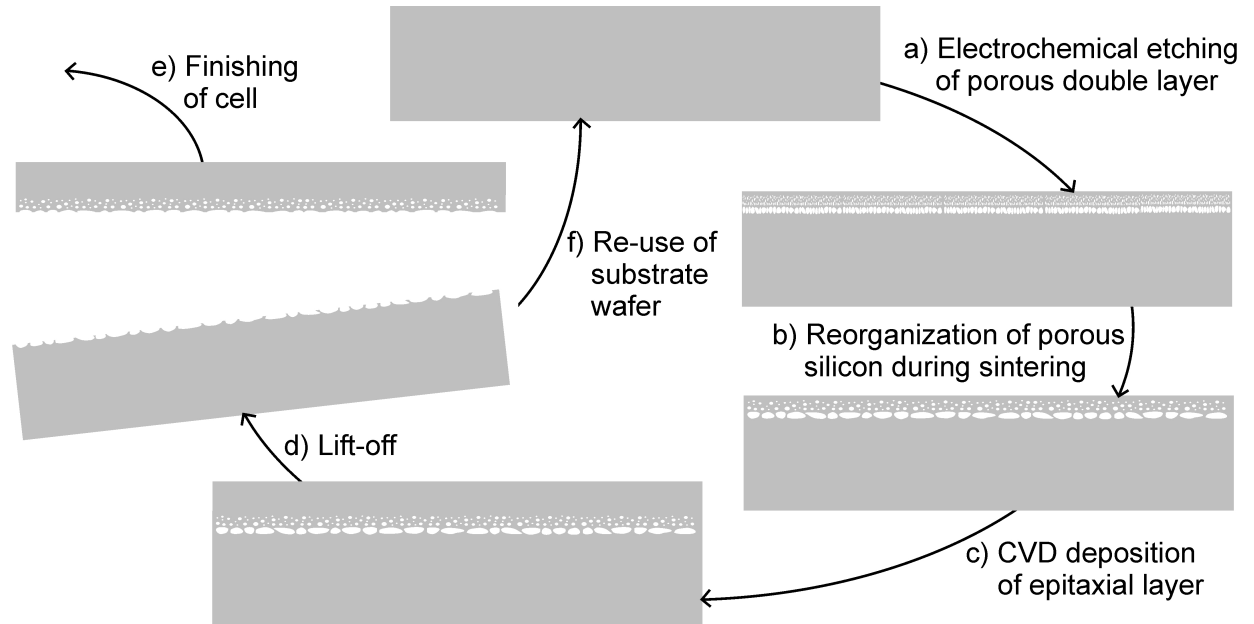 a) Electrochemical etching
of porous double layer
b) Reorganization of porous
silicon during sintering
c) CVD deposition
of epitaxial layer
d) Lift-off
e) Finishing
of cell
f) Re-use of
substrate
wafer